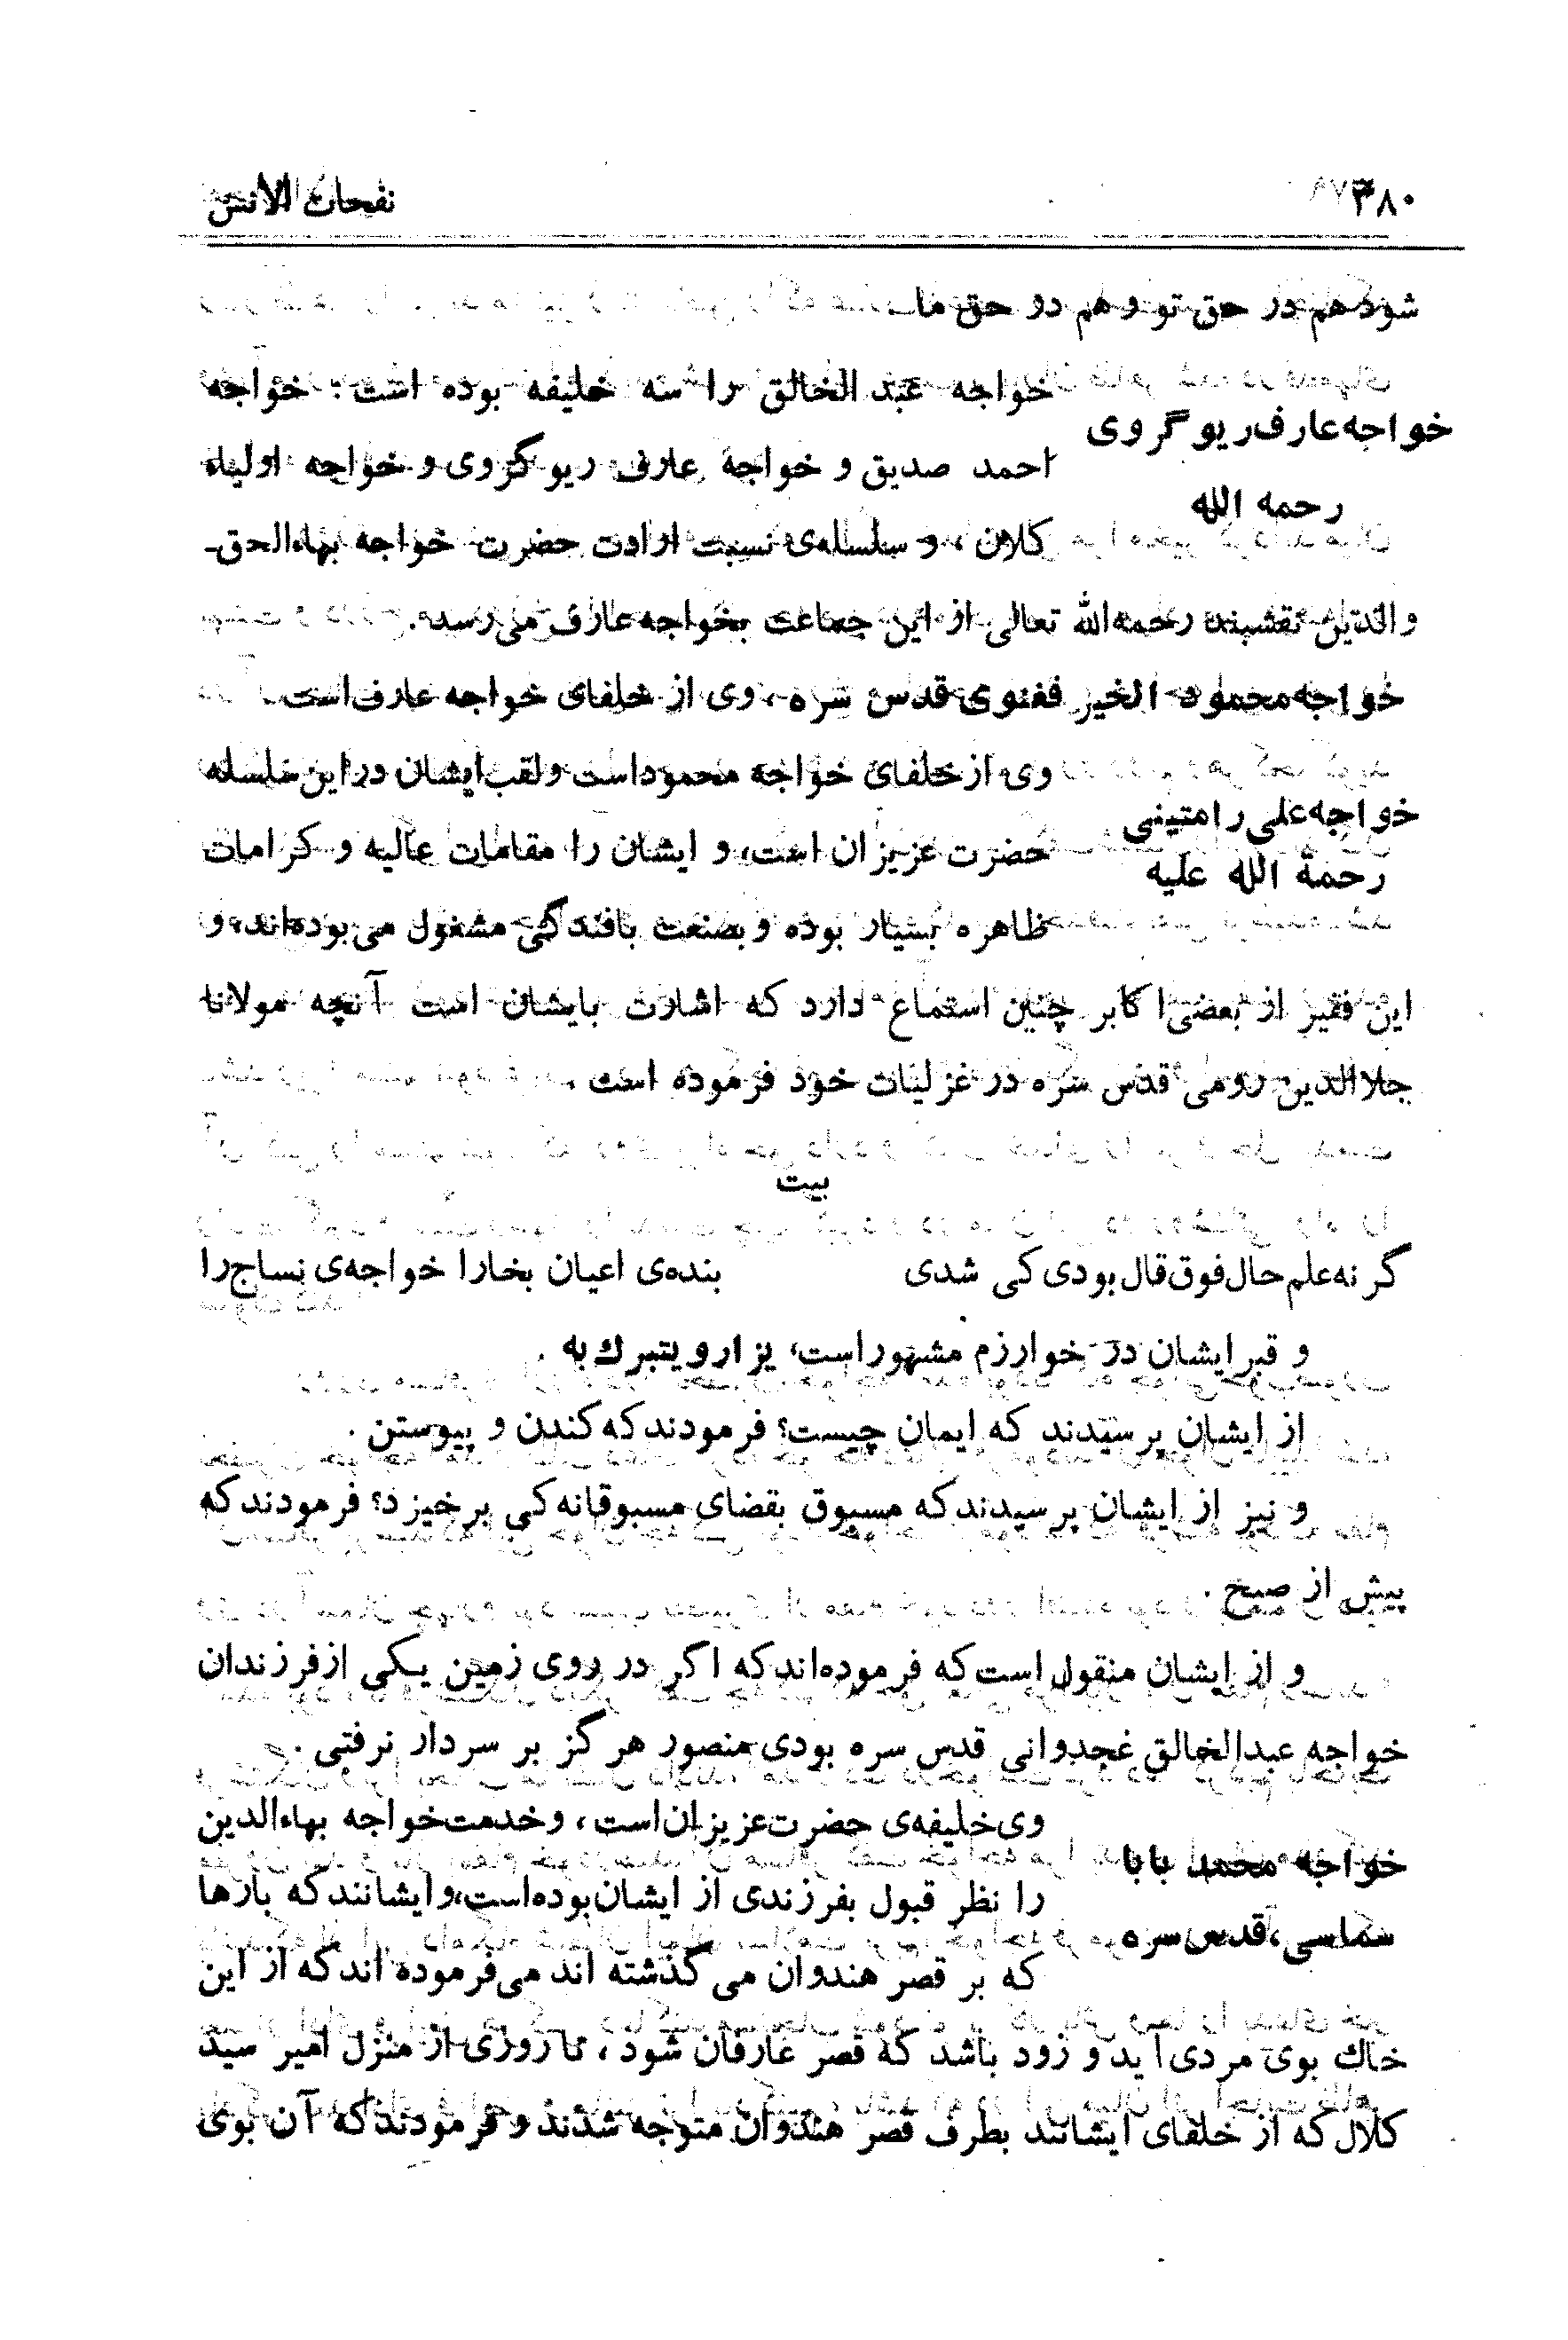 ۳۸۰
نفحات الانس
شود هم در حق تو و هم در حق ما
خواجه عارف ریوگروی
رحمه الله
خواجه عبد الخالق را سه خلیفه بوده است: خواجه
احمد صدیق و خواجهٔ عارف ریوگروی و خواجه اولیاء
کلان، و سلسله‌ی نسبت ارادت حضرت خواجه بهاءالحق-
والدین نقشبند رحمه‌الله تعالی از این جماعت بخواجه عارف می‌رسد.
خواجه محمود الخیر فغنوی قدس سره، وی از خلفای خواجه عارف است
خواجه علی رامتینی
رحمة الله علیه
وی از خلفای خواجه محمود است و لقب ایشان در این سلسله
حضرت عزیزان است، و ایشان را مقامات عالیه و کرامات
ظاهره بسیار بوده و بصنعت بافندگی مشغول می‌بوده‌اند، و
این فقیر از بعضی اکابر چنین استماع دارد که اشارت بایشان است آنچه مولانا
جلاالدین رومی قدس سره در غزلیات خود فرموده است.
بیت
گر نه علم حال فوق قال بودی کی شدی
بنده‌ی اعیان بخارا خواجه‌ی نساج را
و قبر ایشان در خوارزم مشهور است، یزار و یتبرك به.
از ایشان پرسیدند که ایمان چیست؟ فرمودند که کندن و پیوستن.
و نیز از ایشان پرسیدند که مسبوق بقضای مسبوقانه کی برخیزد؟ فرمودند که
پیش از صبح.
و از ایشان منقول است که فرموده‌اند که اگر در روی زمین یکی از فرزندان
خواجه عبدالخالق غجدوانی قدس سره بودی منصور هرگز بر سردار نرفتی.
خواجه محمد بابا
سماسی، قدس سره
وی خلیفه‌ی حضرت عزیزان است، و خدمت خواجه بهاءالدین
را نظر قبول بفرزندی از ایشان بوده است، و ایشانند که بارها
که بر قصر هندوان می گذشته اند می‌فرموده اند که از این
خاك بوی مردی آید و زود باشد که قصر عارفان شود، تا روزی از منزل امیر سید
کلال که از خلفای ایشانند بطرف قصر هندوان متوجه شدند و فرمودند که آن بوی